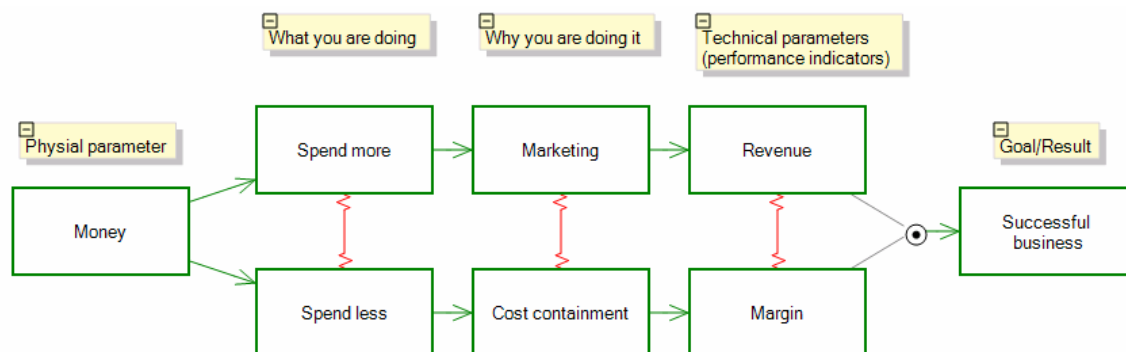 What you are doing
Why you are doing it
Technical parameters
(performance indicators)
Physial parameter
Spend more
Marketing
Revenue
Goal/Result
Money
Successful
business
Spend less
Cost containment
Margin